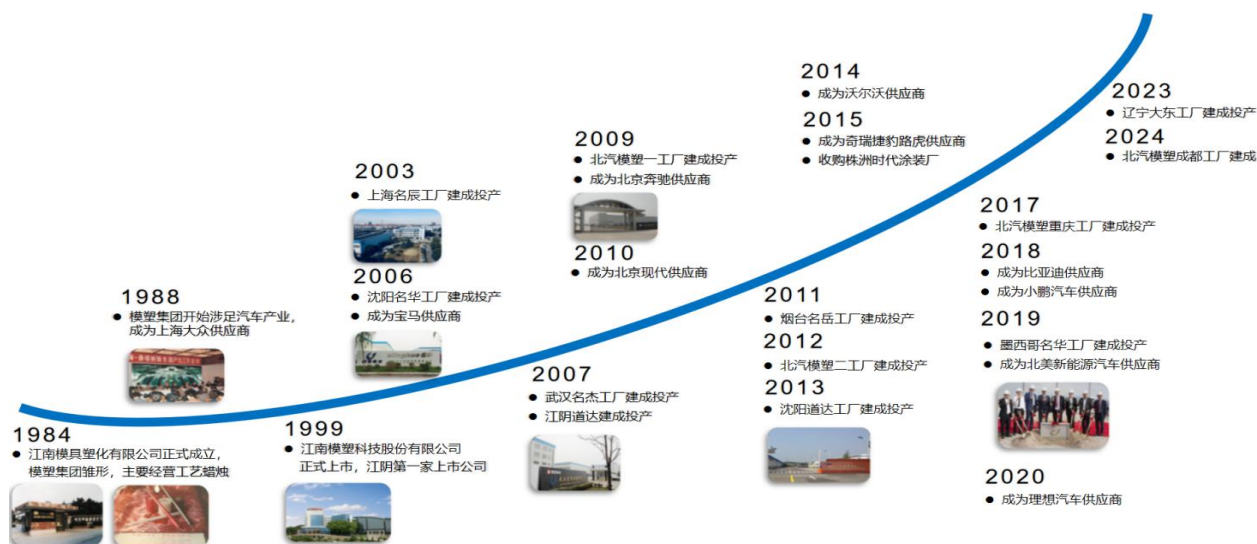 1984
江南模具塑化有限公司正式成立，
模塑集团雏形，主要经营工艺蜡烛
1988
模塑集团开始涉足汽车产业，
成为上海大众供应商
1999
江南模塑科技股份有限公司
正式上市，江阴第一家上市公司
2003
上海名辰工厂建成投产
2006
沈阳名华工厂建成投产
成为宝马供应商
2007
武汉名杰工厂建成投产
江阴道达建成投产
2009
北汽模塑一工厂建成投产
成为北京奔驰供应商
2010
成为北京现代供应商
2011
烟台名岳工厂建成投产
2012
北汽模塑二工厂建成投产
2013
沈阳道达工厂建成投产
2014
成为沃尔沃供应商
2015
成为奇瑞捷豹路虎供应商
收购株洲时代涂装厂
2017
北汽模塑重庆工厂建成投产
2018
成为比亚迪供应商
成为小鹏汽车供应商
2019
墨西哥名华工厂建成投产
成为北美新能源汽车供应商
2020
成为理想汽车供应商
2023
辽宁大东工厂建成投产
2024
北汽模塑成都工厂建成